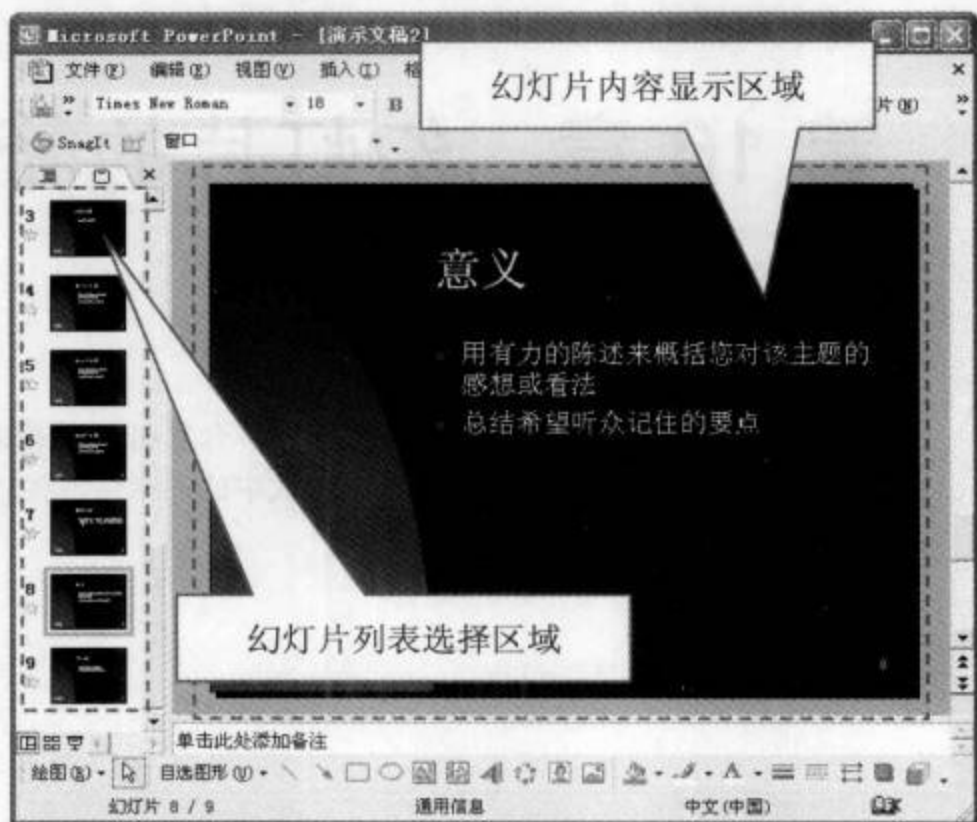 Microsoft PowerPoint - [演示文稿2]
文件(F) 编辑(E) 视图(V) 插入(I) 格
片(N)
Times New Roman 18 B
SnagIt 窗口
幻灯片内容显示区域
3
4
5
6
7
8
9
意义
用有力的陈述来概括您对该主题的
感想或看法
总结希望听众记住的要点
幻灯片列表选择区域
单击此处添加备注
绘图(R) 自选图形(U)
幻灯片 8 / 9 通用信息 中文(中国)